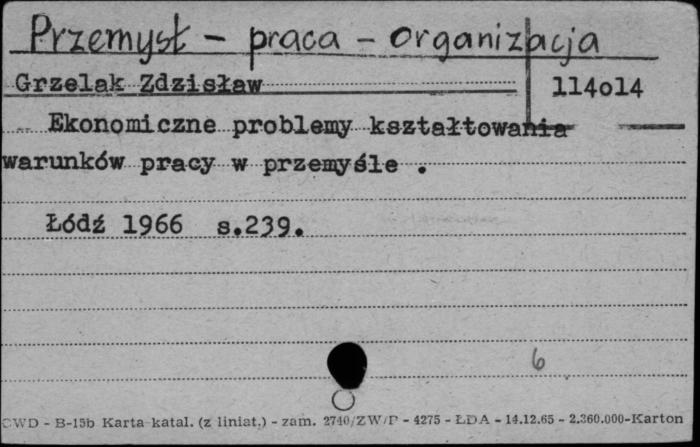 Przemysł - praca - organizacja
Grzelak Zdzisław
114o14
Ekonomiczne problemy kształtowania
warunków pracy w przemyśle .
Łódź 1966 s.239.
6
CWD - B-15b Karta katal. (z liniat.) - zam. 2740/ZW/P - 4275 - ŁDA - 14.12.65 - 2.360.000-Karton